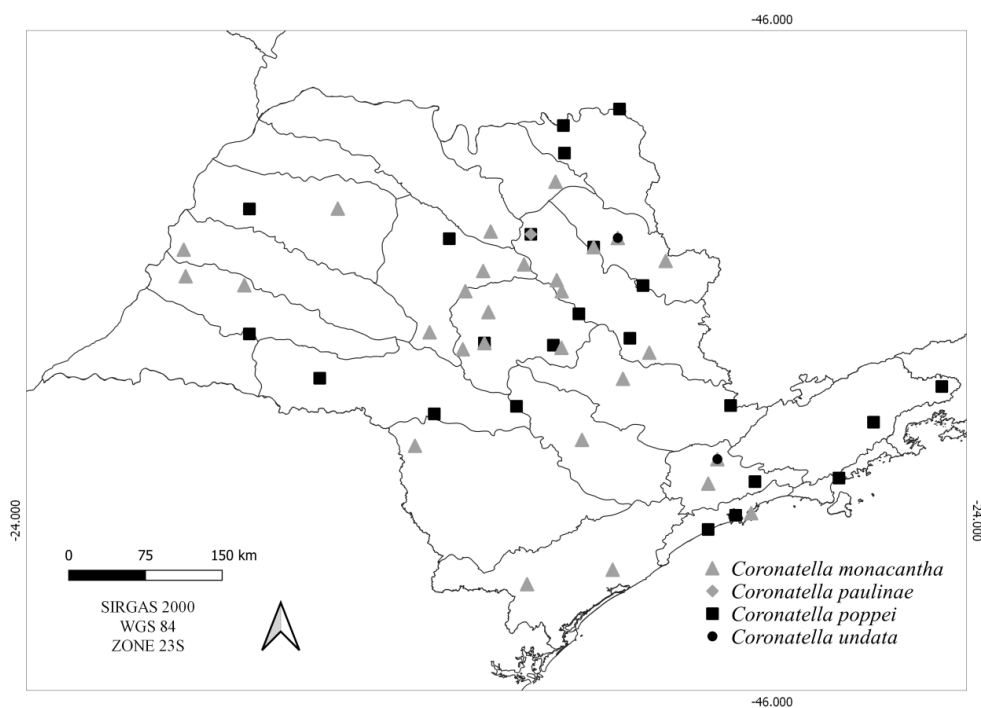 -46.000
-24.000
-24.000
0 75 150 km
SIRGAS 2000
WGS 84
ZONE 23S
Coronatella monacantha
Coronatella paulinae
Coronatella poppei
Coronatella undata
-46.000